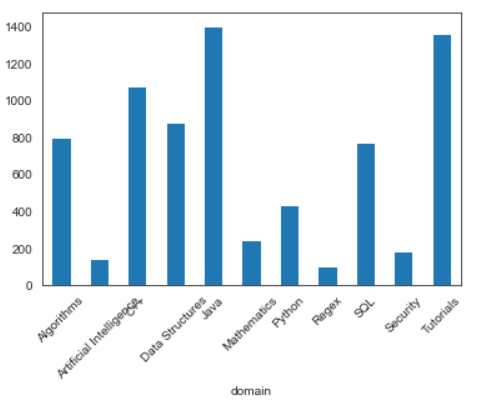 1400
1200
1000
800
600
400
200
0
Algorithms
Artificial Intelligence
C++
Data Structures
Java
Mathematics
Python
Regex
SQL
Security
Tutorials
domain